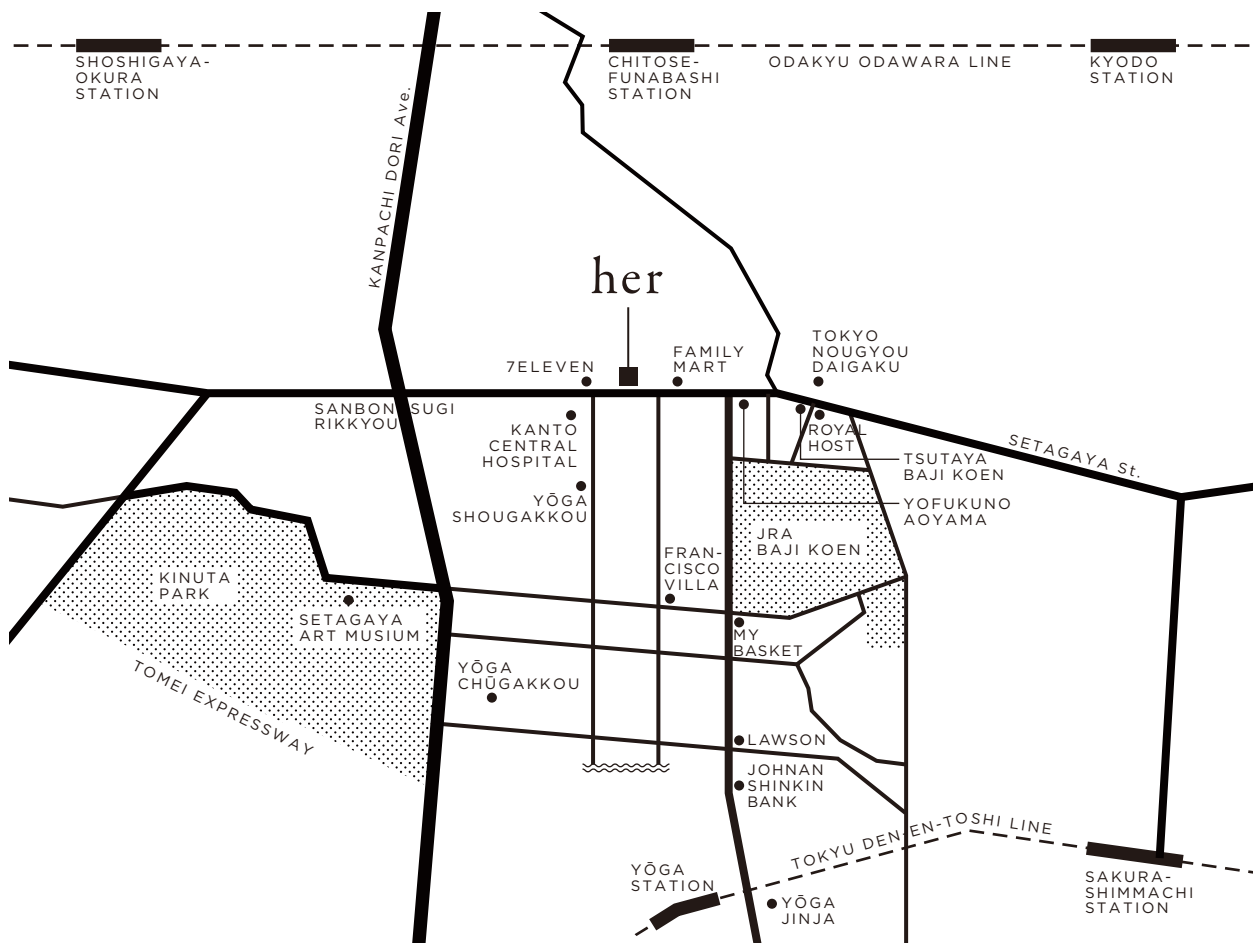 SHOSHIGAYA-
OKURA
STATION
CHITOSE-
FUNABASHI
STATION
ODAKYU ODAWARA LINE
KYODO
STATION
KANPACHI DORI Ave.
her
7ELEVEN
FAMILY
MART
TOKYO
NOUGYOU
DAIGAKU
SANBONSUGI
RIKKYOU
KANTO
CENTRAL
HOSPITAL
ROYAL
HOST
SETAGAYA St.
TSUTAYA
BAJI KOEN
YŌGA
SHOUGAKKOU
YOFUKUNO
AOYAMA
JRA
BAJI KOEN
FRAN-
CISCO
VILLA
KINUTA
PARK
SETAGAYA
ART MUSIUM
MY
BASKET
YŌGA
CHŪGAKKOU
TOMEI EXPRESSWAY
LAWSON
JOHNAN
SHINKIN
BANK
TOKYU DEN-EN-TOSHI LINE
YŌGA
STATION
YŌGA
JINJA
SAKURA-
SHIMMACHI
STATION